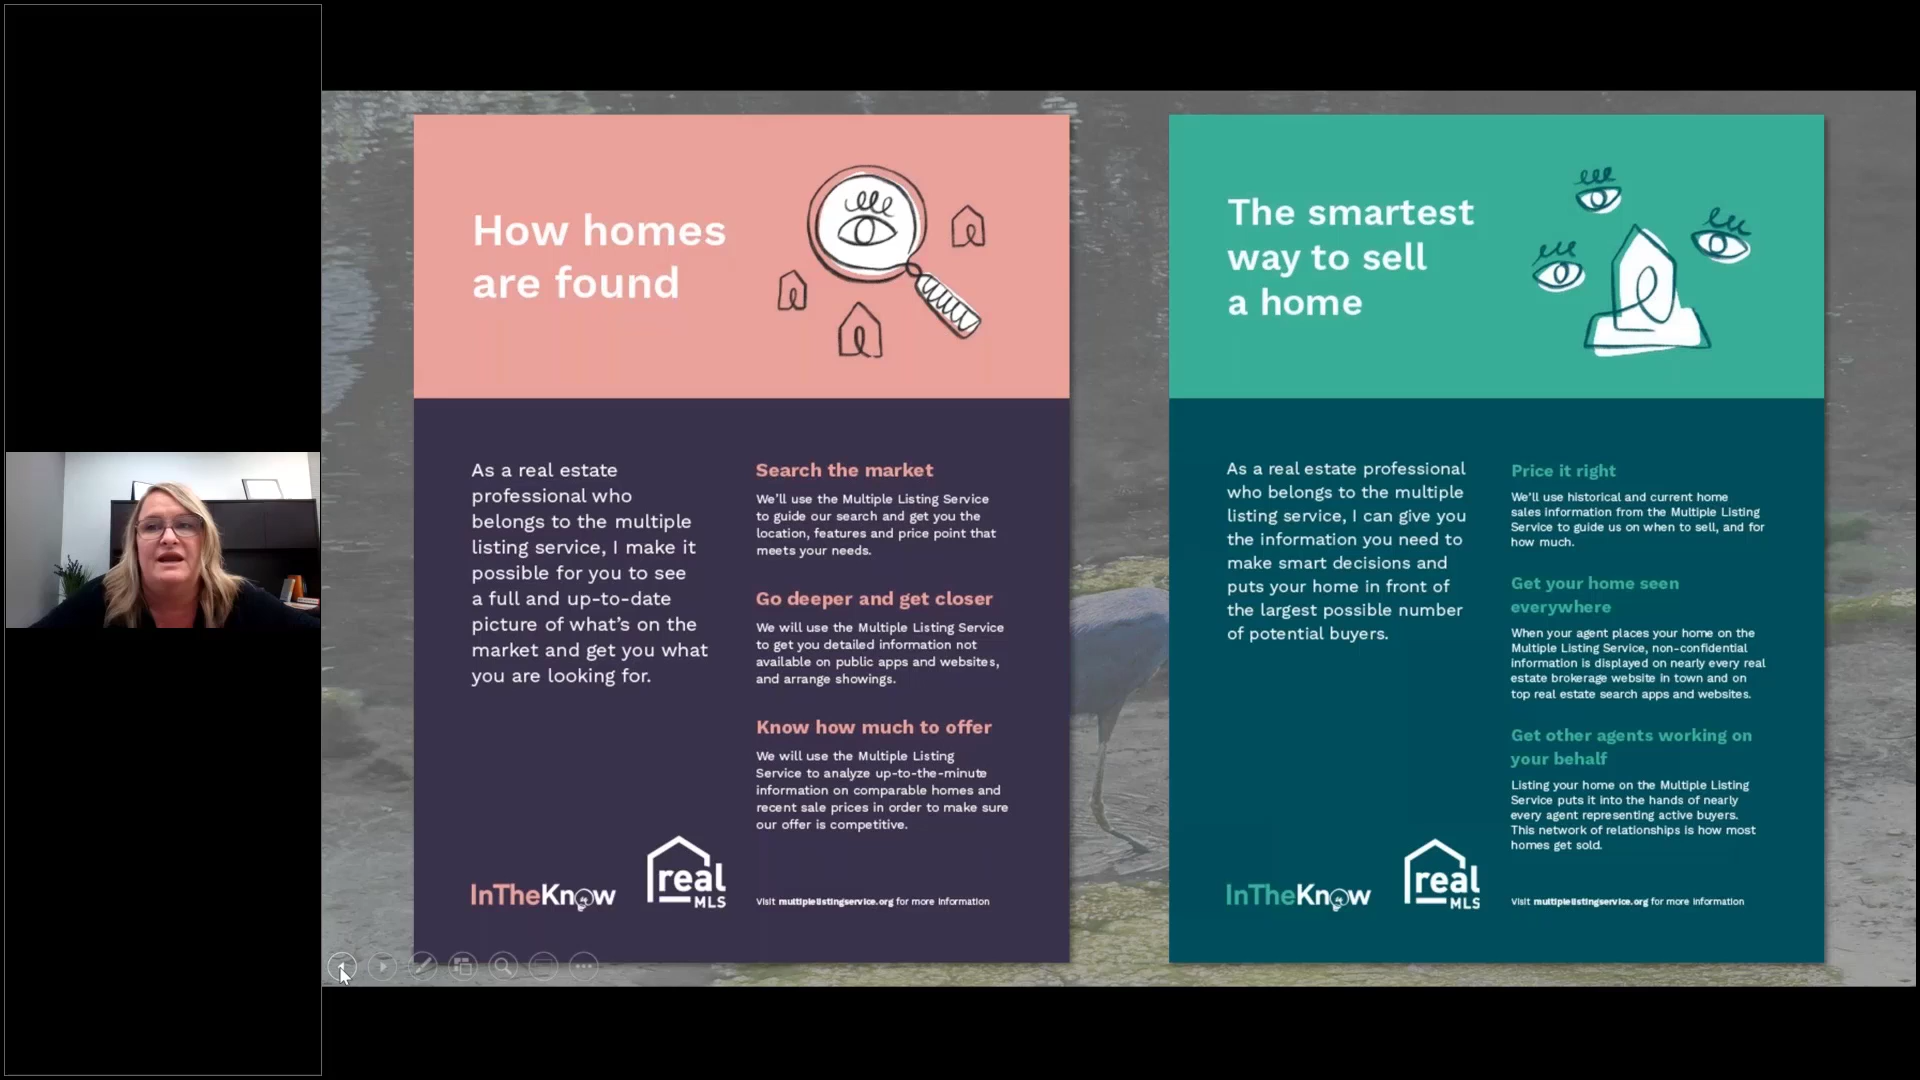 How homes
are found
As a real estate
professional who
belongs to the multiple
listing service, I make it
possible for you to see
a full and up-to-date
picture of what's on the
market and get you what
you are looking for.
Search the market
We'll use the Multiple Listing Service
to guide our search and get you the
location, features and price point that
meets your needs.
Go deeper and get closer
We will use the Multiple Listing Service
to get you detailed information not
available on public apps and websites,
and arrange showings.
Know how much to offer
We will use the Multiple Listing
Service to analyze up-to-the-minute
information on comparable homes and
recent sale prices in order to make sure
our offer is competitive.
InTheKnow
real
MLS
Visit multiplelistingservice.org for more information
The smartest
way to sell
a home
As a real estate professional
who belongs to the multiple
listing service, I can give you
the information you need to
make smart decisions and
puts your home in front of
the largest possible number
of potential buyers.
Price it right
We'll use historical and current home
sales information from the Multiple Listing
Service to guide us on when to sell, and for
how much.
Get your home seen
everywhere
When your agent places your home on the
Multiple Listing Service, non-confidential
information is displayed on nearly every real
estate brokerage website in town and on
top real estate search apps and websites.
Get other agents working on
your behalf
Listing your home on the Multiple Listing
Service puts it into the hands of nearly
every agent representing active buyers.
This network of relationships is how most
homes get sold.
InTheKnow
real
MLS
Visit multiplelistingservice.org for more information